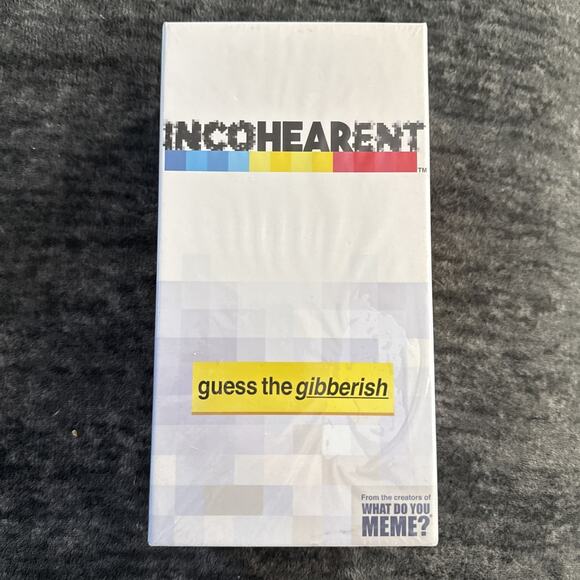 INCOHEARENT
TM
guess the gibberish
From the creators of
WHAT DO YOU
MEME?